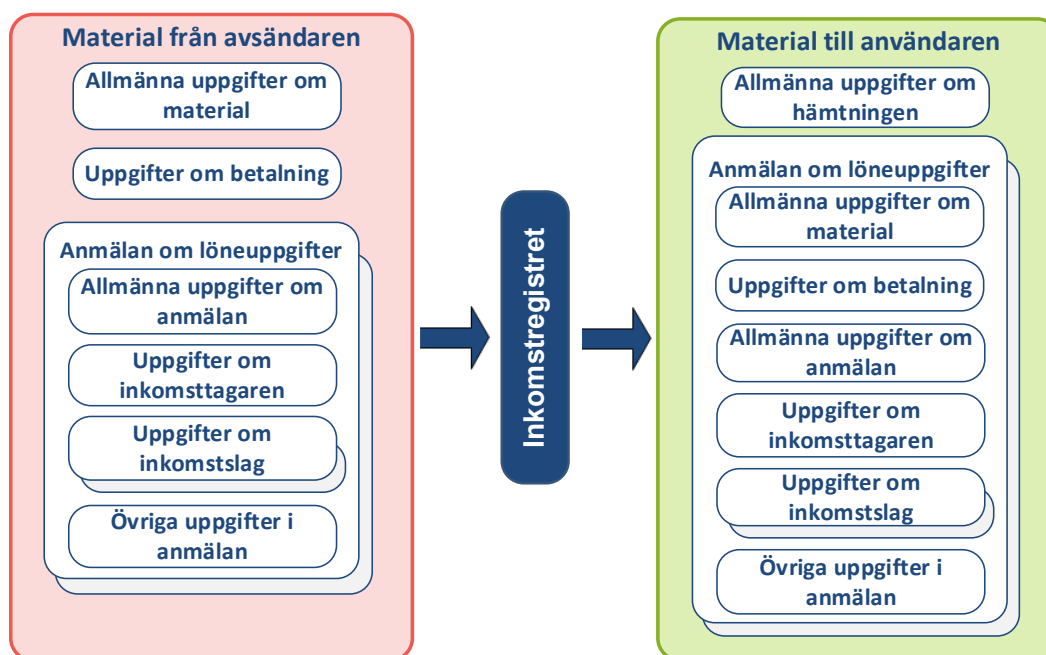 Material från avsändaren
Allmänna uppgifter om
material
Uppgifter om betalning
Anmälan om löneuppgifter
Allmänna uppgifter om
anmälan
Uppgifter om
inkomsttagaren
Uppgifter om
inkomstslag
Övriga uppgifter i
anmälan
Inkomstregistret
Material till användaren
Allmänna uppgifter om
hämtningen
Anmälan om löneuppgifter
Allmänna uppgifter om
material
Uppgifter om betalning
Allmänna uppgifter om
anmälan
Uppgifter om
inkomsttagaren
Uppgifter om
inkomstslag
Övriga uppgifter i
anmälan